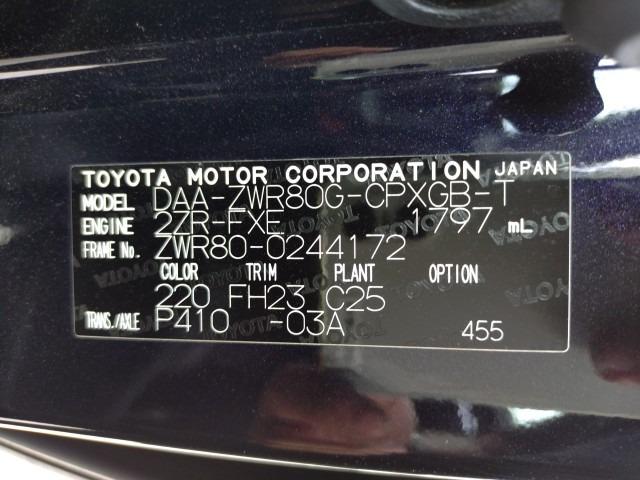 TOYOTA MOTOR CORPORATION JAPAN
MODEL DAA-ZWR80G-CPXGB-T
ENGINE 2ZR-FXE 1797 mL
FRAME No. ZWR80-0244172
COLOR TRIM PLANT OPTION
220 FH23 C25
TRANS./AXLE P410 -03A 455